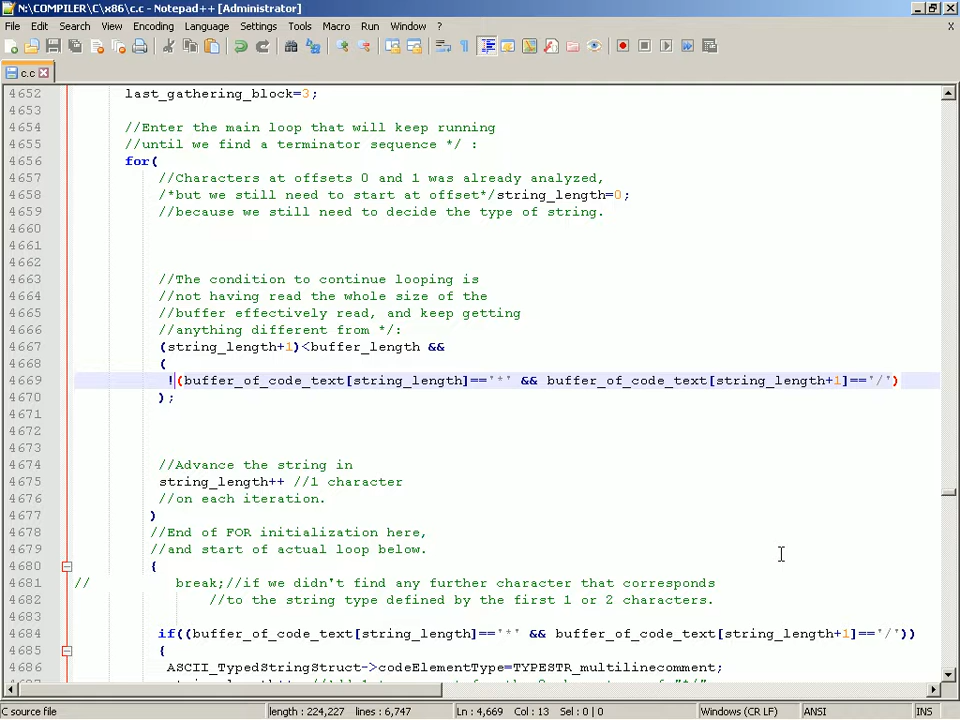 N:\COMPILER\C\x86\c.c - Notepad++ [Administrator]
File Edit Search View Encoding Language Settings Tools Macro Run Window ? X
c.c
4652 last_gathering_block=3;
4653
4654 //Enter the main loop that will keep running
4655 //until we find a terminator sequence */ :
4656 for(
4657 //Characters at offsets 0 and 1 was already analyzed,
4658 /*but we still need to start at offset*/string_length=0;
4659 //because we still need to decide the type of string.
4660
4661
4662
4663 //The condition to continue looping is
4664 //not having read the whole size of the
4665 //buffer effectively read, and keep getting
4666 //anything different from */:
4667 (string_length+1)<buffer_length &&
4668 (
4669 !(buffer_of_code_text[string_length]=='*' && buffer_of_code_text[string_length+1]=='/')
4670 );
4671
4672
4673
4674 //Advance the string in
4675 string_length++ //1 character
4676 //on each iteration.
4677 )
4678 //End of FOR initialization here,
4679 //and start of actual loop below.
4680 {
4681 // break;//if we didn't find any further character that corresponds
4682 //to the string type defined by the first 1 or 2 characters.
4683
4684 if((buffer_of_code_text[string_length]=='*' && buffer_of_code_text[string_length+1]=='/'))
4685 {
4686 ASCII_TypedStringStruct->codeElementType=TYPESTR_multilinecomment;
C source file length : 224,227 lines : 6,747 Ln : 4,669 Col : 13 Sel : 0 | 0 Windows (CR LF) ANSI INS